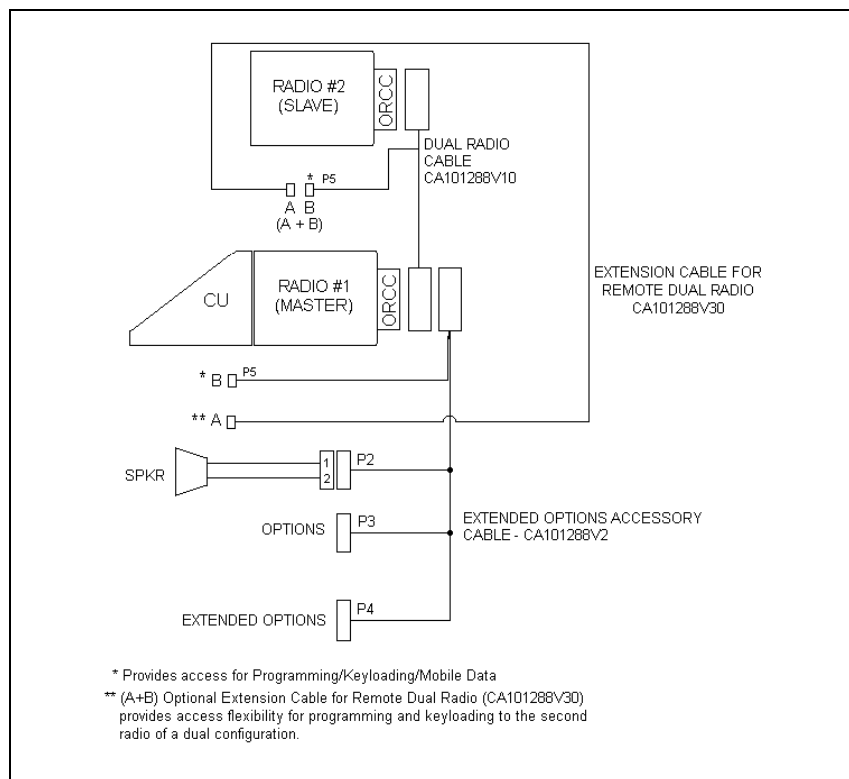 RADIO #2
(SLAVE)
ORCC
DUAL RADIO
CABLE
CA101288V10
* P5
A B
(A + B)
CU
RADIO #1
(MASTER)
ORCC
EXTENSION CABLE FOR
REMOTE DUAL RADIO
CA101288V30
* B P5
** A
SPKR
1
2
P2
OPTIONS
P3
EXTENDED OPTIONS ACCESSORY
CABLE - CA101288V2
EXTENDED OPTIONS
P4
* Provides access for Programming/Keyloading/Mobile Data
** (A+B) Optional Extension Cable for Remote Dual Radio (CA101288V30)
provides access flexibility for programming and keyloading to the second
radio of a dual configuration.